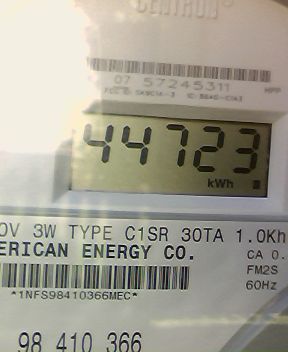 CENTRON®
07 57245311
44723
kWh
0V 3W TYPE C1SR 30TA 1.0Kh
ERICAN ENERGY CO.
CA 0.
FM2S
60Hz
*1NFS98410366MEC*
98 410 366